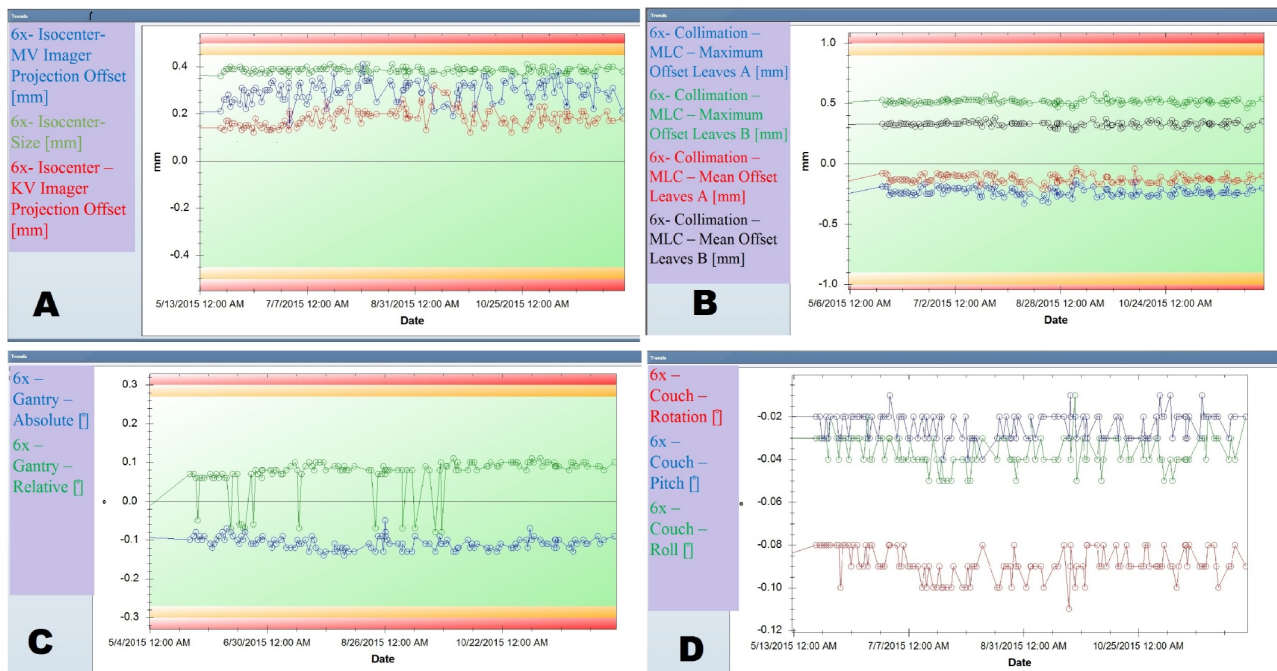 Trends
6x- Isocenter-
MV Imager
Projection Offset
[mm]
6x- Isocenter-
Size [mm]
6x- Isocenter –
KV Imager
Projection Offset
[mm]
A
mm
0.4
0.2
0.0
-0.2
-0.4
5/13/2015 12:00 AM
7/7/2015 12:00 AM
8/31/2015 12:00 AM
10/25/2015 12:00 AM
Date
Trends
6x- Collimation –
MLC – Maximum
Offset Leaves A [mm]
6x- Collimation –
MLC – Maximum
Offset Leaves B [mm]
6x- Collimation –
MLC – Mean Offset
Leaves A [mm]
6x- Collimation –
MLC – Mean Offset
Leaves B [mm]
B
mm
1.0
0.5
0.0
-0.5
-1.0
5/6/2015 12:00 AM
7/2/2015 12:00 AM
8/28/2015 12:00 AM
10/24/2015 12:00 AM
Date
Trends
6x –
Gantry –
Absolute [°]
6x –
Gantry –
Relative [°]
C
°
0.3
0.2
0.1
0.0
-0.1
-0.2
-0.3
5/4/2015 12:00 AM
6/30/2015 12:00 AM
8/26/2015 12:00 AM
10/22/2015 12:00 AM
Date
Trends
6x –
Couch –
Rotation [°]
6x –
Couch –
Pitch [°]
6x –
Couch –
Roll [°]
D
°
-0.02
-0.04
-0.06
-0.08
-0.10
-0.12
5/13/2015 12:00 AM
7/7/2015 12:00 AM
8/31/2015 12:00 AM
10/25/2015 12:00 AM
Date